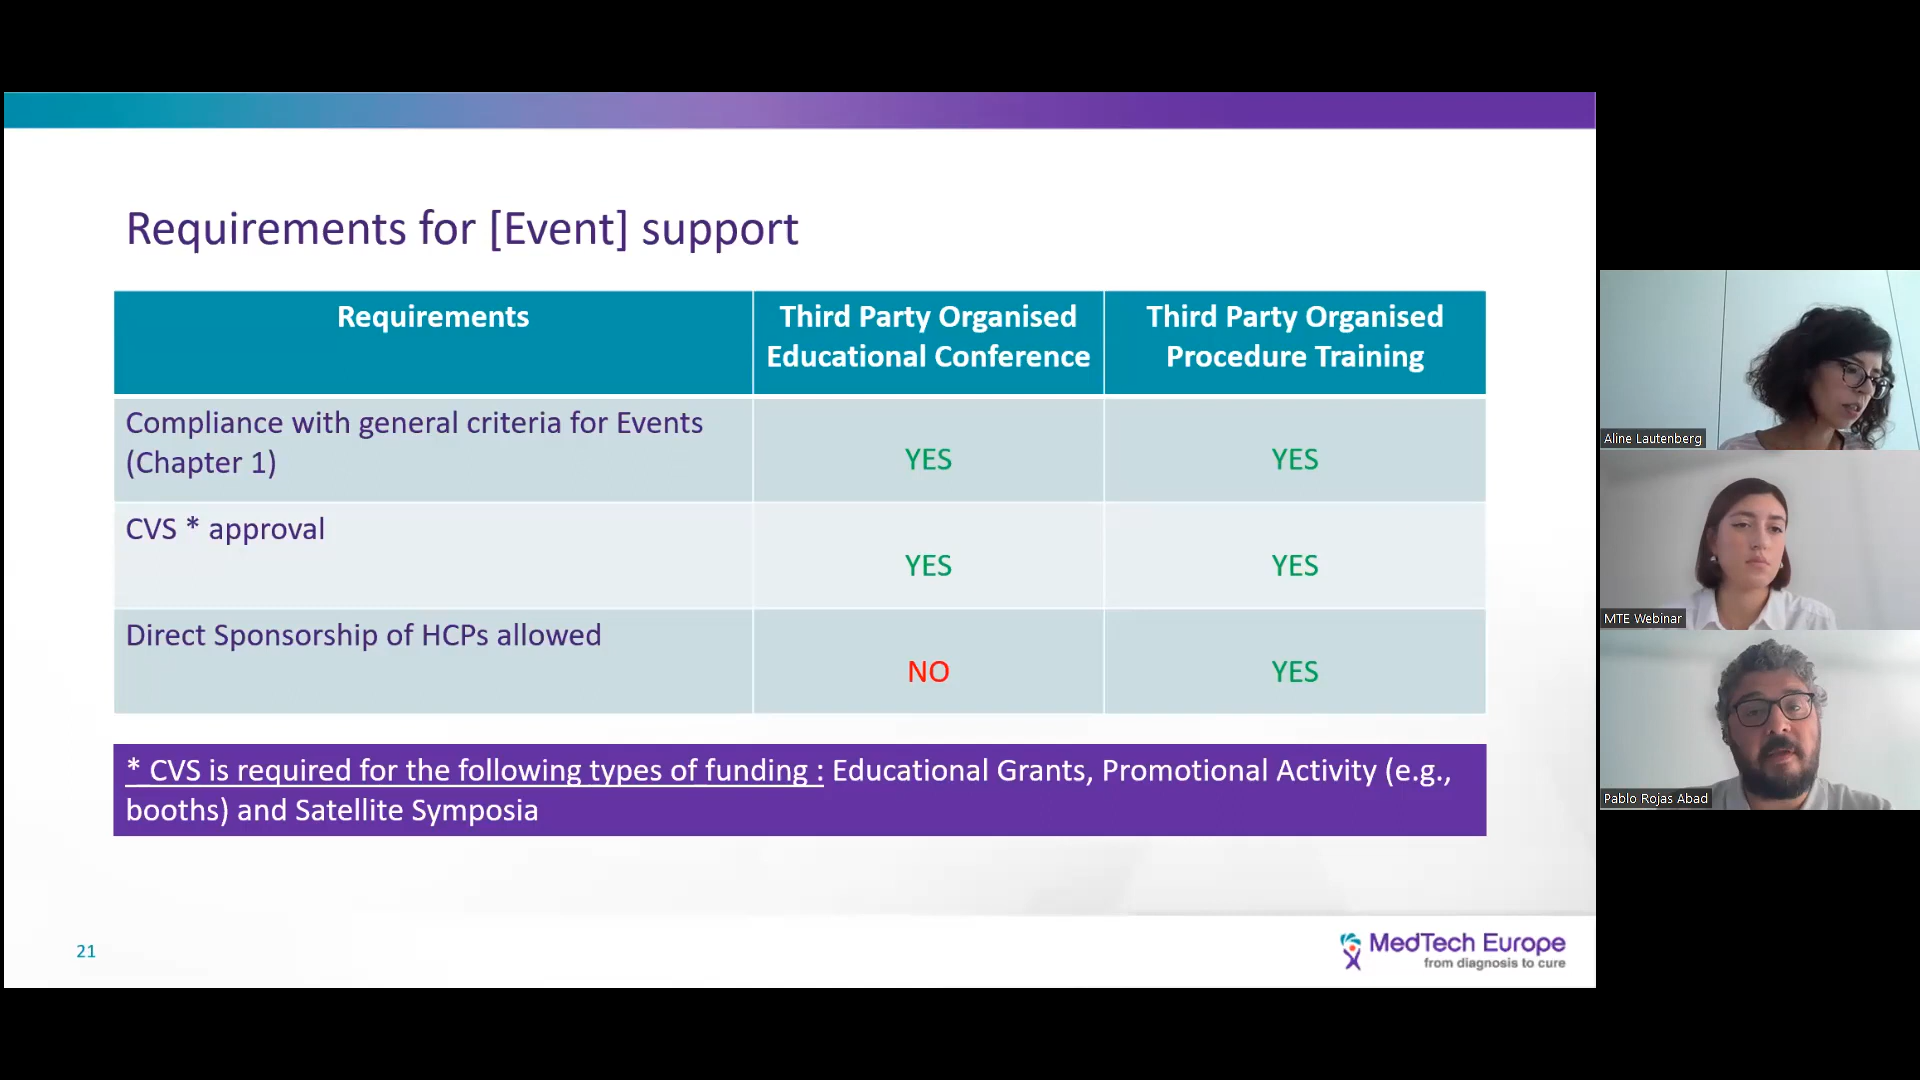 Requirements for [Event] support
Requirements
Third Party Organised
Educational Conference
Third Party Organised
Procedure Training
Compliance with general criteria for Events
(Chapter 1)
YES
YES
CVS * approval
YES
YES
Direct Sponsorship of HCPs allowed
NO
YES
* CVS is required for the following types of funding : Educational Grants, Promotional Activity (e.g.,
booths) and Satellite Symposia
21
MedTech Europe
from diagnosis to cure
Aline Lautenberg
MTE Webinar
Pablo Rojas Abad